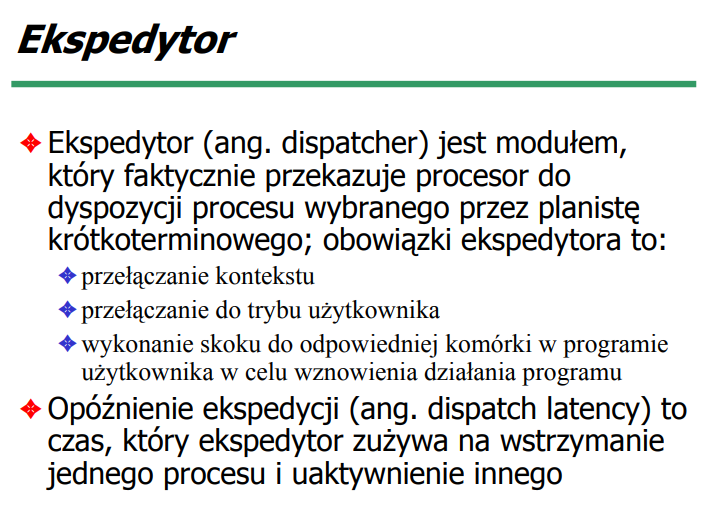 Ekspedytor
Ekspedytor (ang. dispatcher) jest modułem,
który faktycznie przekazuje procesor do
dyspozycji procesu wybranego przez planistę
krótkoterminowego; obowiązki ekspedytora to:
przełączanie kontekstu
przełączanie do trybu użytkownika
wykonanie skoku do odpowiedniej komórki w programie
użytkownika w celu wznowienia działania programu
Opóźnienie ekspedycji (ang. dispatch latency) to
czas, który ekspedytor zużywa na wstrzymanie
jednego procesu i uaktywnienie innego